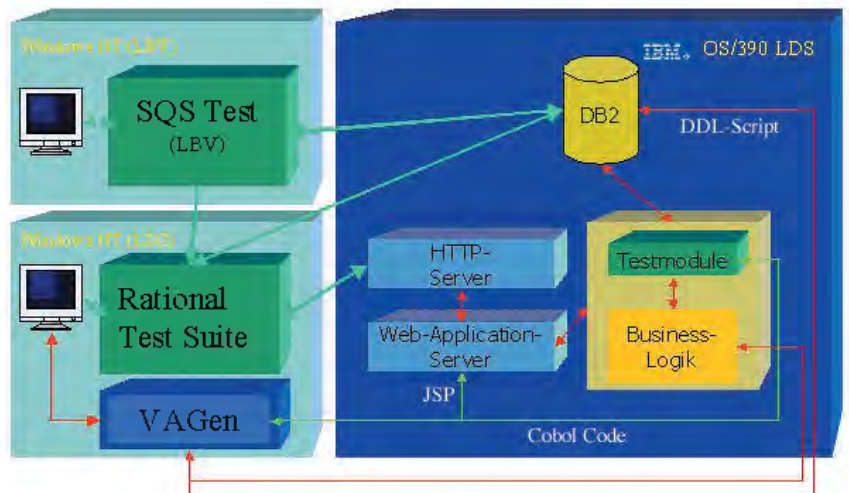 Windows NT (LBV)
SQS Test
(LBV)
IBM® OS/390 LDS
DB2
DDL-Script
Windows NT
Rational
Test Suite
VAGen
HTTP-
Server
Web-Application-
Server
JSP
Testmodule
Business-
Logik
Cobol Code